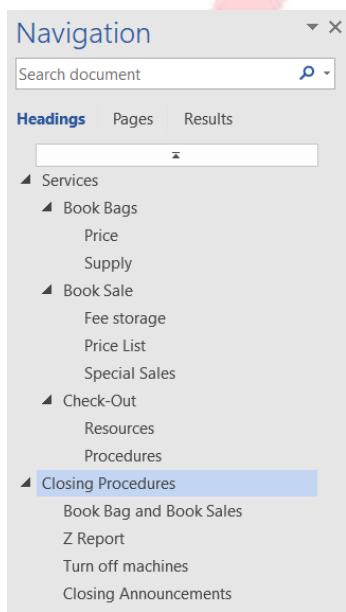 Navigation
Search document
Headings Pages Results
Services
Book Bags
Price
Supply
Book Sale
Fee storage
Price List
Special Sales
Check-Out
Resources
Procedures
Closing Procedures
Book Bag and Book Sales
Z Report
Turn off machines
Closing Announcements